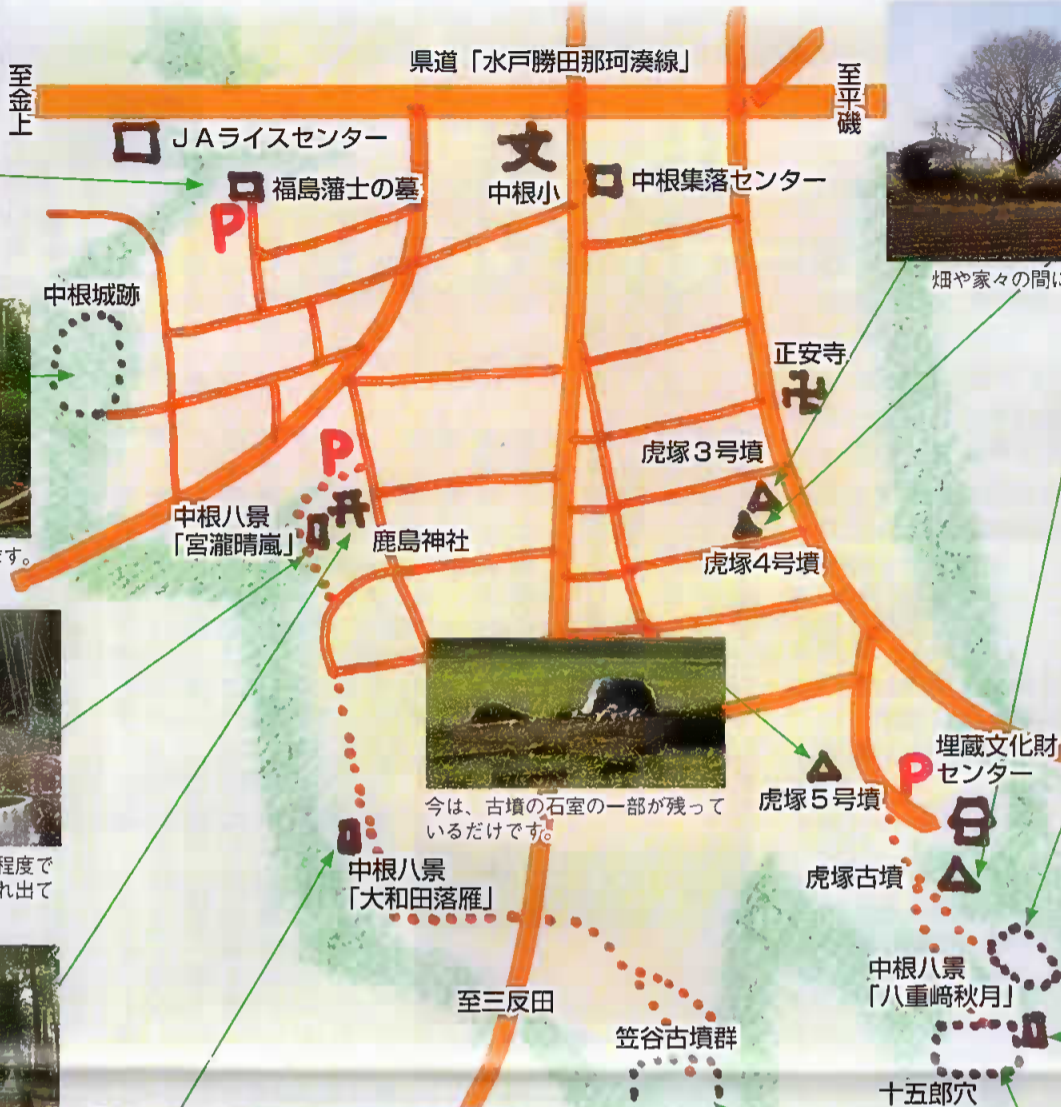 県道「水戸勝田那珂湊線」
至金上
至平磯
JAライスセンター
福島藩士の墓
P
文
中根小
中根集落センター
畑や家々の間に
中根城跡
正安寺
卍
虎塚3号墳
虎塚4号墳
P
中根八景
「宮瀧晴嵐」
鹿島神社
す。
今は、古墳の石室の一部が残って
いるだけです。
虎塚5号墳
P
埋蔵文化財
センター
程度で
れ出て
中根八景
「大和田落雁」
虎塚古墳
中根八景
「八重﨑秋月」
至三反田
笠谷古墳群
十五郎穴